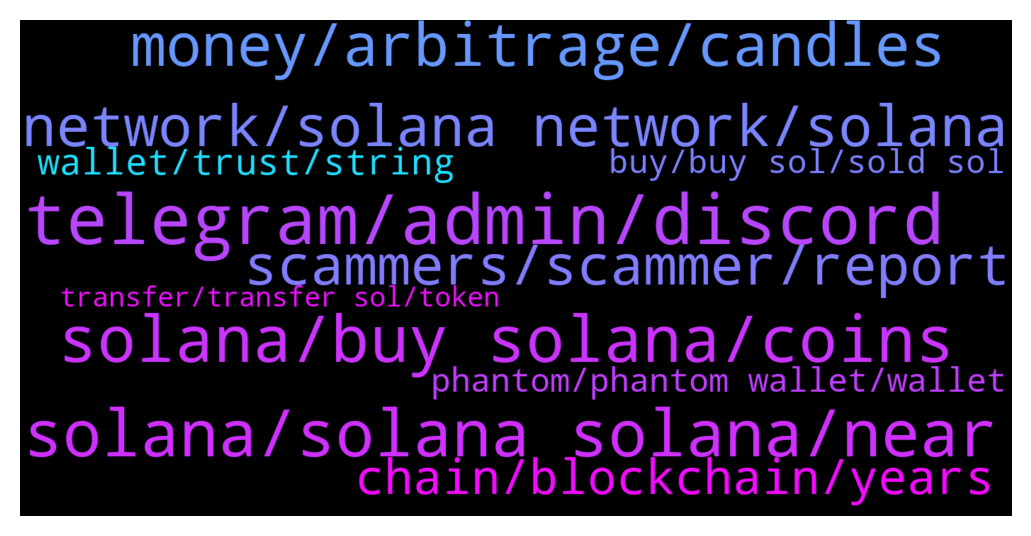 money/arbitrage/candles
network/solana network/solana
wallet/trust/string
buy/buy sol/sold sol
telegram/admin/discord
scammers/scammer/report
transfer/transfer sol/token
solana/buy solana/coins
phantom/phantom wallet/wallet
solana/solana solana/near
chain/blockchain/years